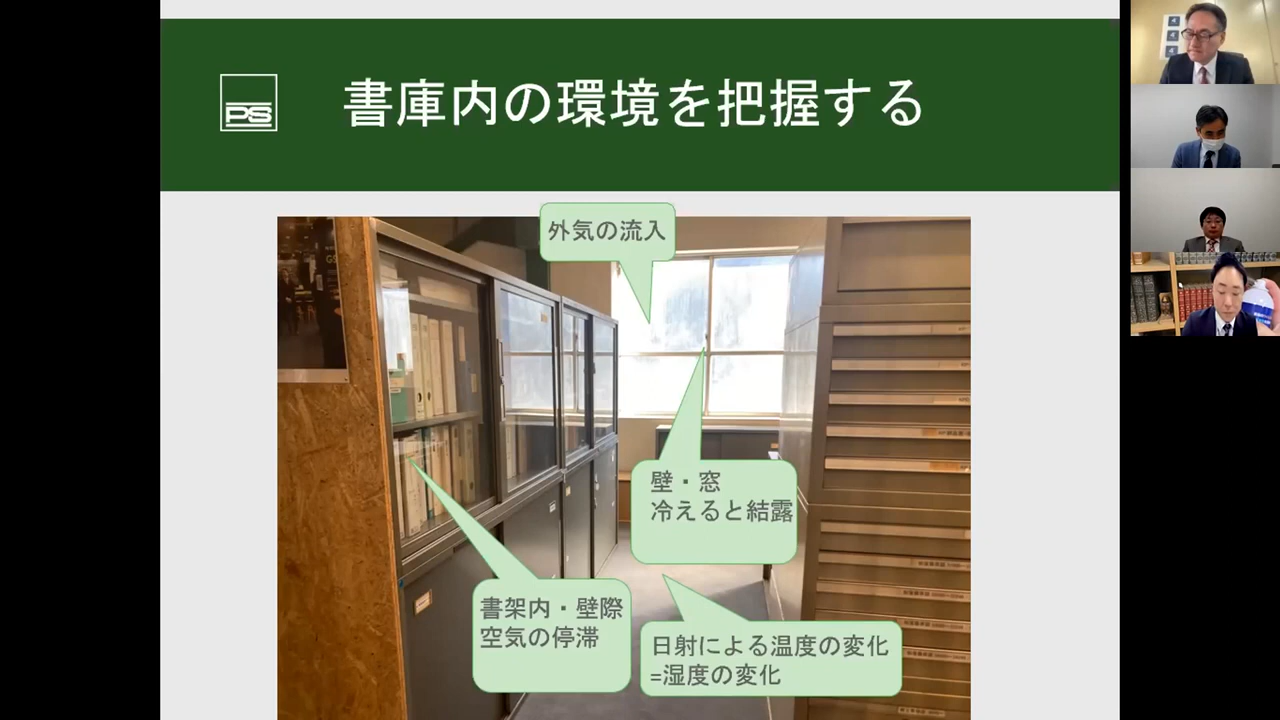 PS
書庫内の環境を把握する
外気の流入
壁・窓
冷えると結露
書架内・壁際
空気の停滞
日射による温度の変化
=湿度の変化